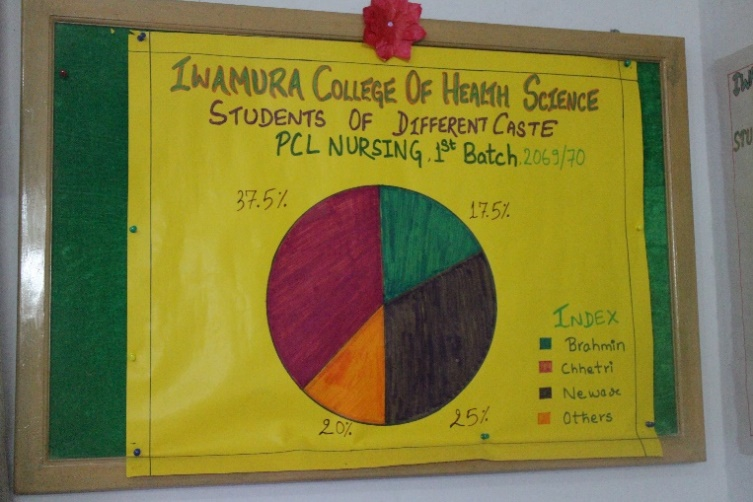 IWAMURA COLLEGE OF HEALTH SCIENCE
STUDENTS OF DIFFERENT CASTE
PCL NURSING. 1st Batch. 2069/70
37.5%
17.5%
20%
25%
INDEX
Brahmin
Chhetri
Newar
Others